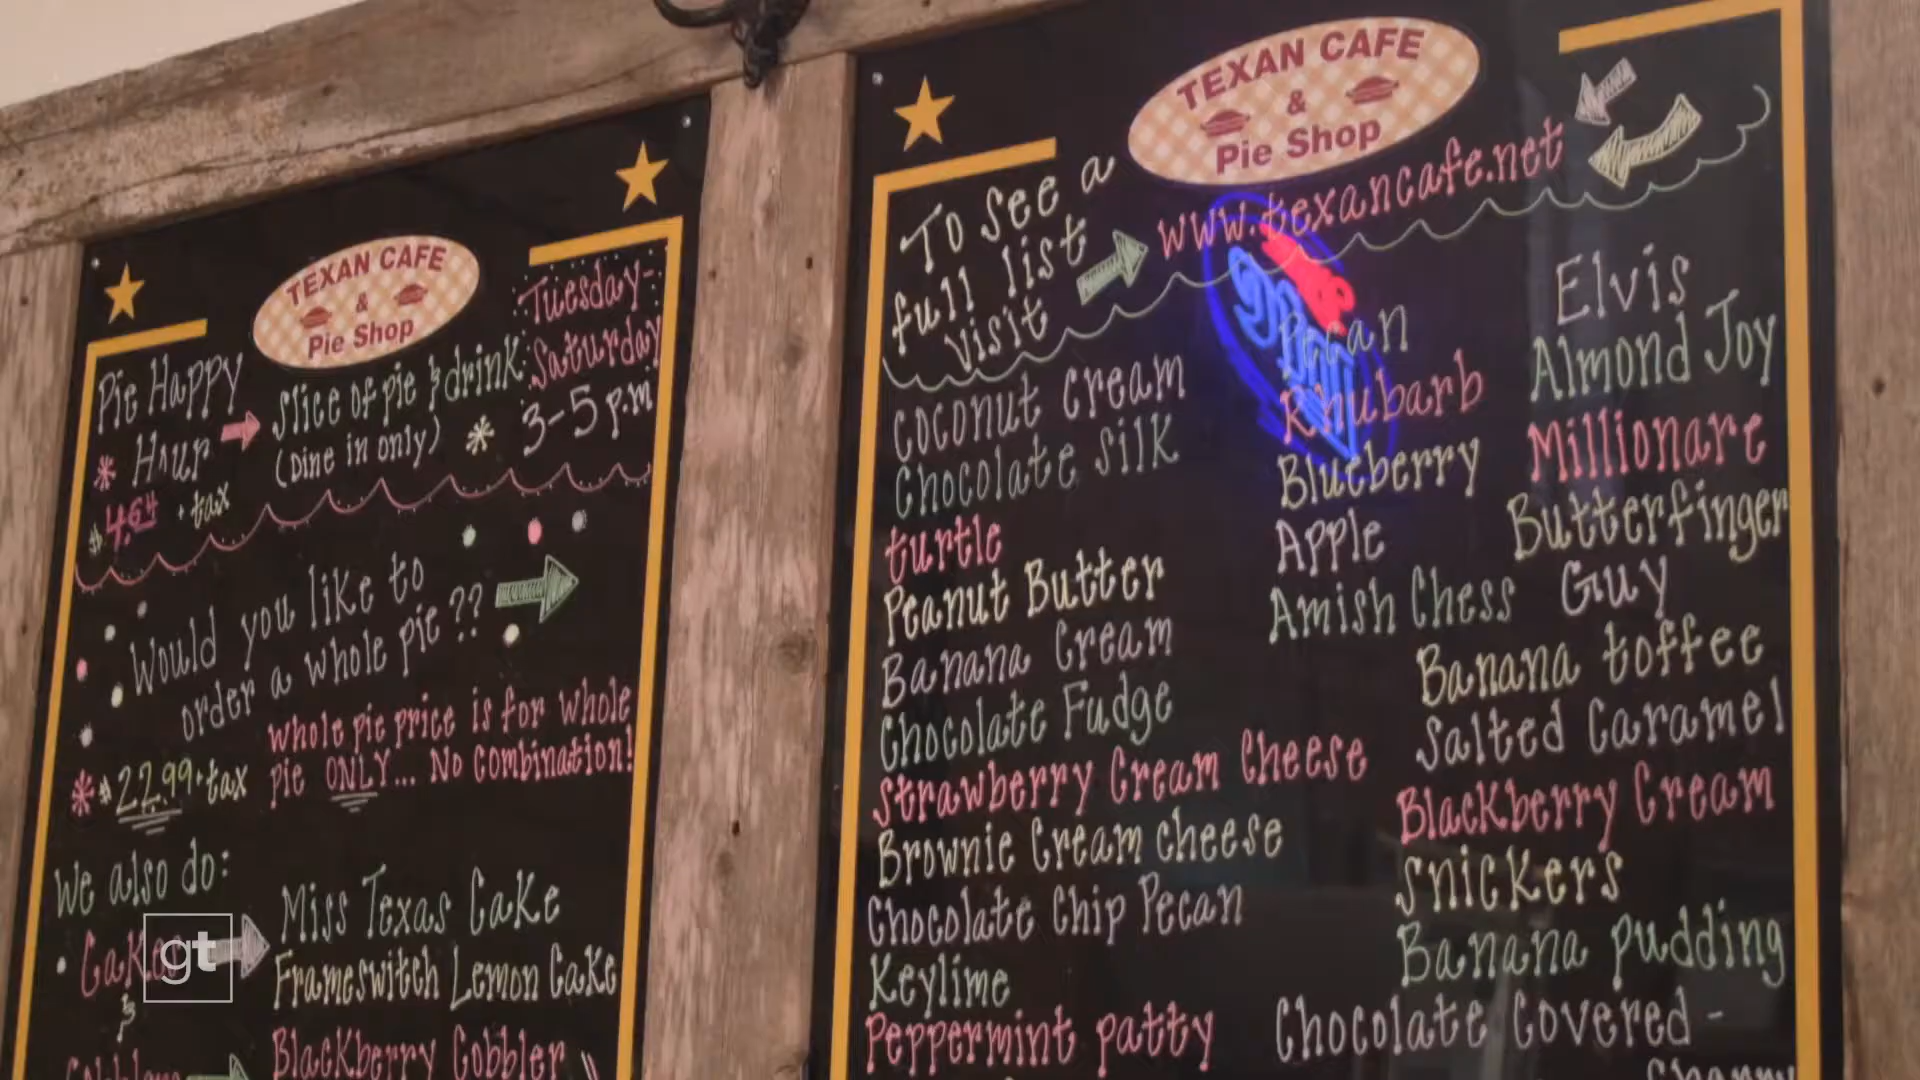 TEXAN CAFE
&
Pie Shop
Pie Happy
Hour
slice of pie & drink
(Dine in only)
Tuesday-
Saturday
3-5 p.m
$4.64 + tax
Would you like to
order a whole pie??
$22.99 + tax
whole pie price is for whole
pie ONLY... No combination!
We also do:
Cakes
&
Miss Texas Cake
Frameswitch Lemon Cake
Blackberry Cobbler
gt
TEXAN CAFE
&
Pie Shop
To see a
full list
visit
www.texancafe.net
coconut cream
Chocolate silk
turtle
Peanut Butter
Banana Cream
Chocolate Fudge
Strawberry Cream Cheese
Brownie Cream cheese
Chocolate Chip Pecan
Keylime
Peppermint patty
Pecan
Rhubarb
Blueberry
Apple
Amish Chess
Elvis
Almond Joy
Millionare
Butterfinger
Guy
Banana toffee
Salted Caramel
Blackberry Cream
Snickers
Banana pudding
Chocolate Covered -
Cherry